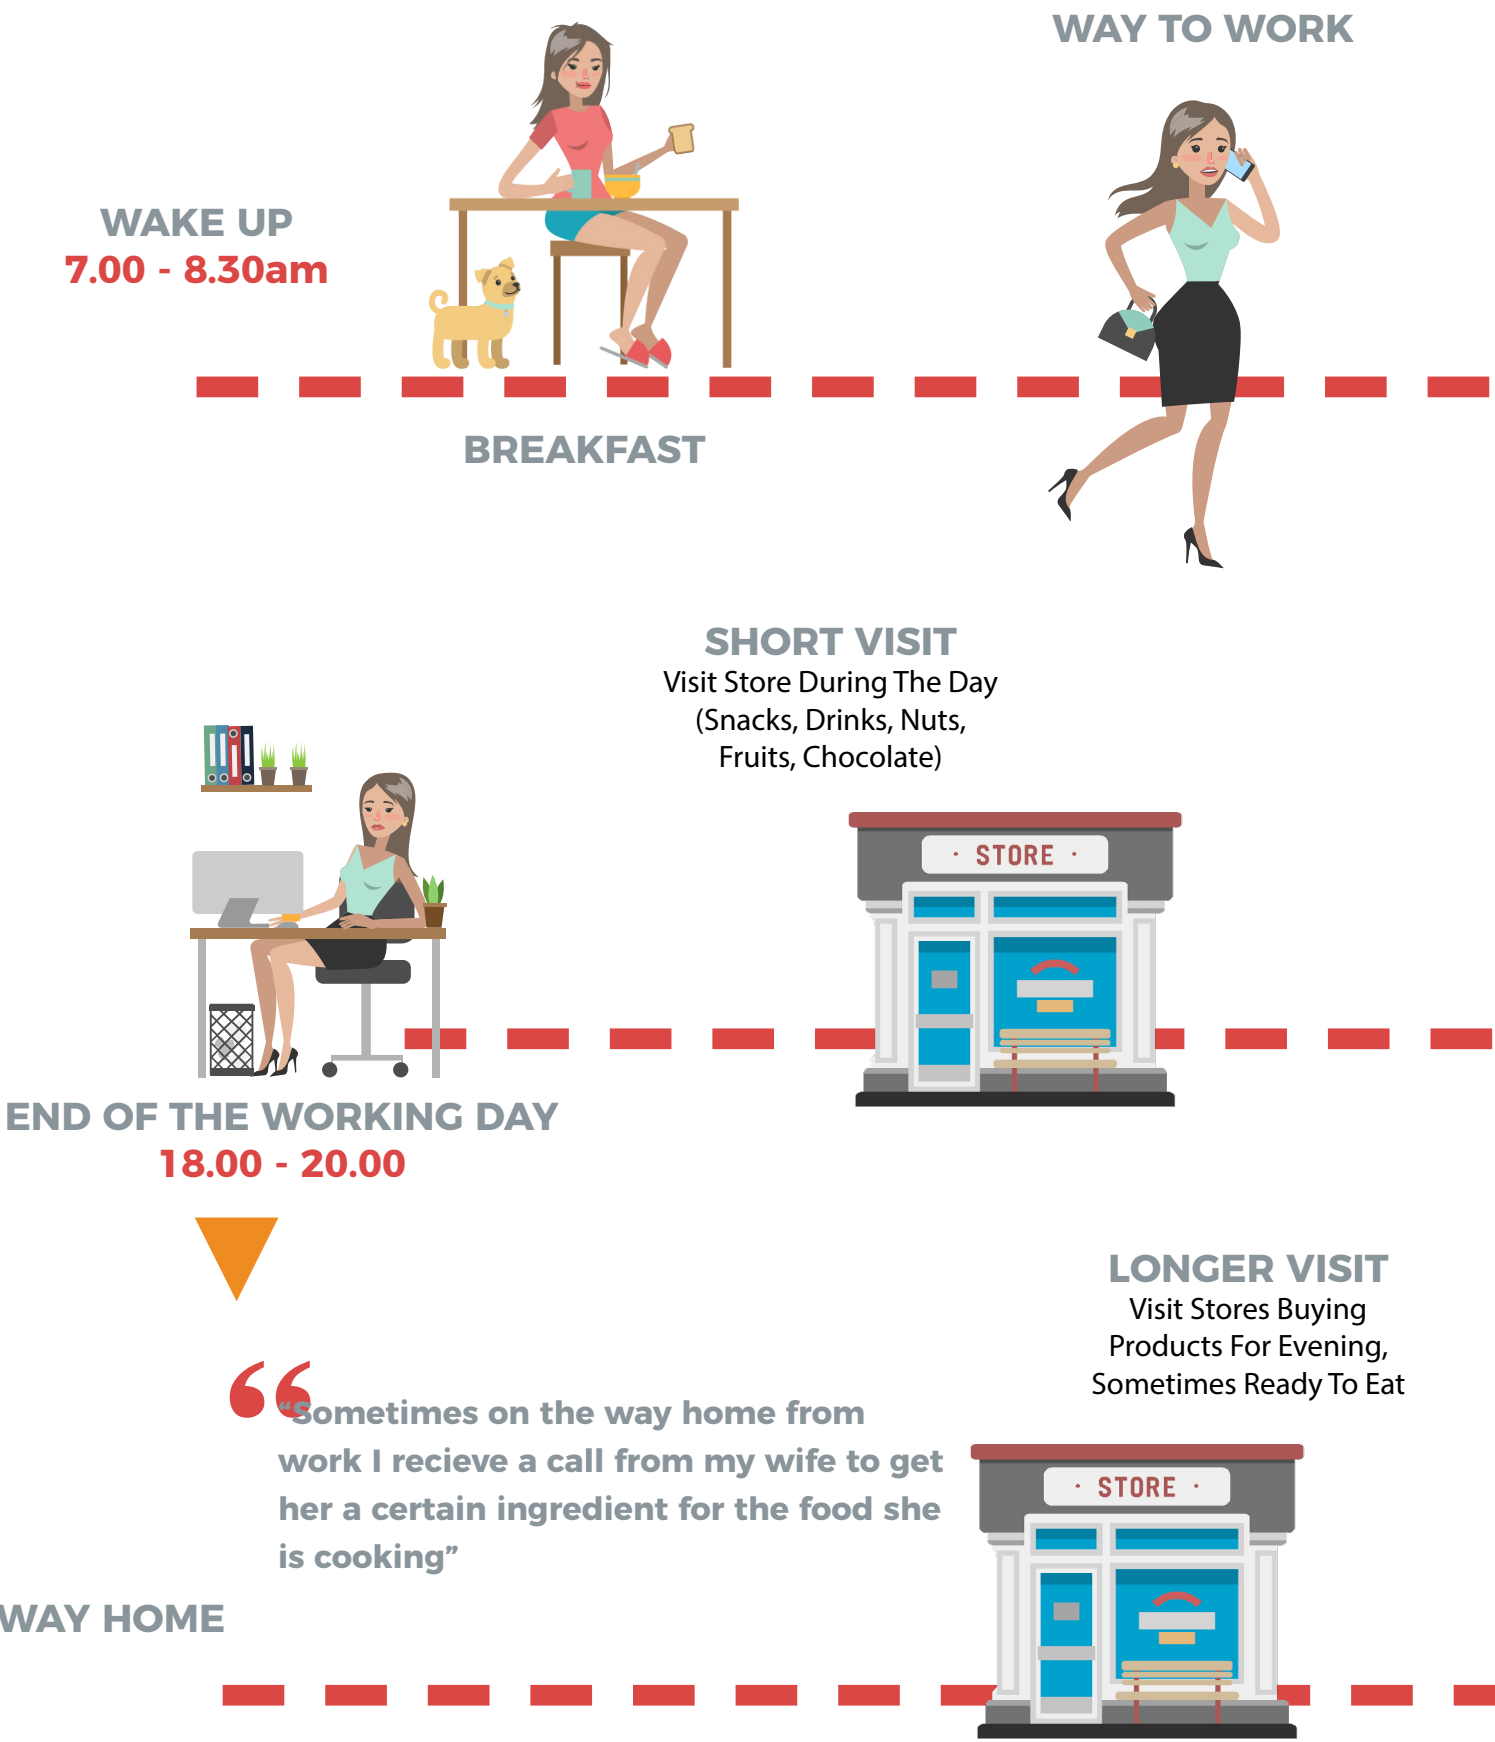 WAY TO WORK
WAKE UP
7.00 - 8.30am
BREAKFAST
SHORT VISIT
Visit Store During The Day
(Snacks, Drinks, Nuts,
Fruits, Chocolate)
· STORE ·
END OF THE WORKING DAY
18.00 - 20.00
LONGER VISIT
Visit Stores Buying
Products For Evening,
Sometimes Ready To Eat
“
“Sometimes on the way home from
work I recieve a call from my wife to get
her a certain ingredient for the food she
is cooking”
· STORE ·
WAY HOME